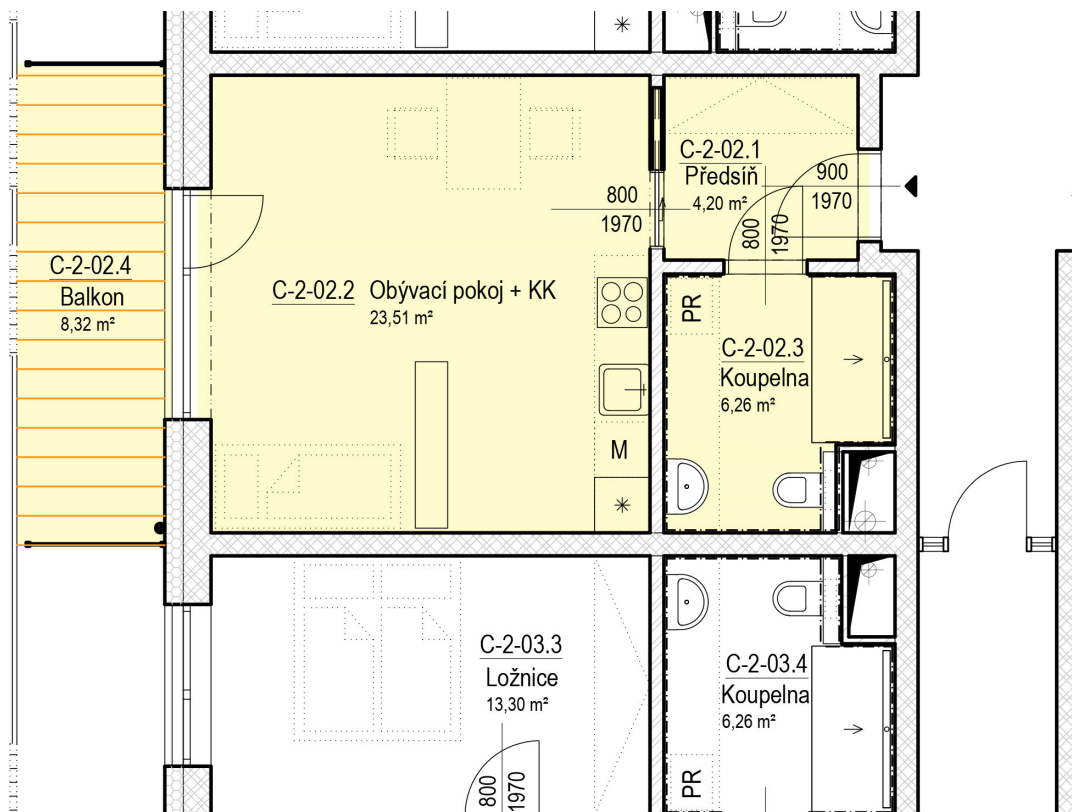 C-2-02.1
Předsíň
4,20 m²
900
1970
800
1970
800
1970
C-2-02.4
Balkon
8,32 m²
C-2-02.2 Obývací pokoj + KK
23,51 m²
PR
C-2-02.3
Koupelna
6,26 m²
M
C-2-03.3
Ložnice
13,30 m²
C-2-03.4
Koupelna
6,26 m²
800
1970
PR